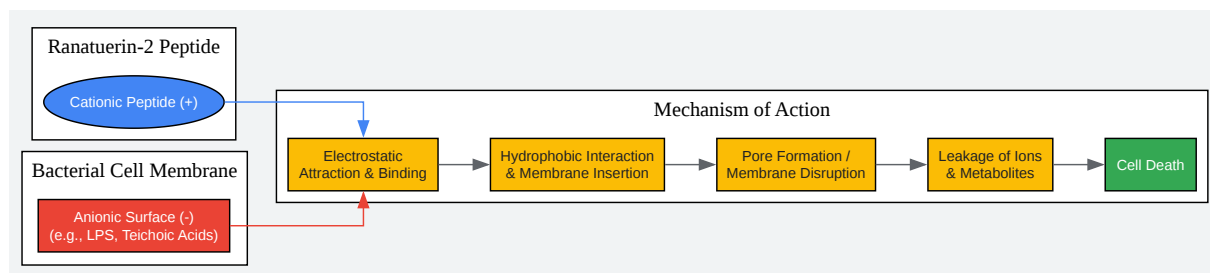 Ranatuerin-2 Peptide
Cationic Peptide (+)
Bacterial Cell Membrane
Anionic Surface (-)
(e.g., LPS, Teichoic Acids)
Mechanism of Action
Electrostatic
Attraction & Binding
Hydrophobic Interaction
& Membrane Insertion
Pore Formation /
Membrane Disruption
Leakage of Ions
& Metabolites
Cell Death